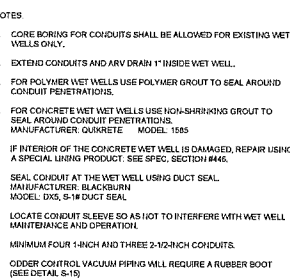 OTES
CORE BORING FOR CONDUITS SHALL BE ALLOWED FOR EXISTING WET
WELLS ONLY.
EXTEND CONDUITS AND ARV DRAIN 1" INSIDE WET WELL.
FOR POLYMER WET WELLS USE POLYMER GROUT TO SEAL AROUND
CONDUIT PENETRATIONS.
FOR CONCRETE WET WET WELLS USE NON-SHRINKING GROUT TO
SEAL AROUND CONDUIT PENETRATIONS.
MANUFACTURER: QUIKRETE MODEL: 1585
IF INTERIOR OF THE CONCRETE WET WELL IS DAMAGED, REPAIR USING
A SPECIAL LINING PRODUCT: SEE SPEC, SECTION #446.
SEAL CONDUIT AT THE WET WELL USING DUCT SEAL.
MANUFACTURER: BLACKBURN
MODEL: DX5, S-1# DUCT SEAL
LOCATE CONDUIT SLEEVE SO AS NOT TO INTERFERE WITH WET WELL
MAINTENANCE AND OPERATION.
MINIMUM FOUR 1-INCH AND THREE 2-1/2-INCH CONDUITS.
ODDER CONTROL VACUUM PIPING WILL REQUIRE A RUBBER BOOT
(SEE DETAIL S-15)